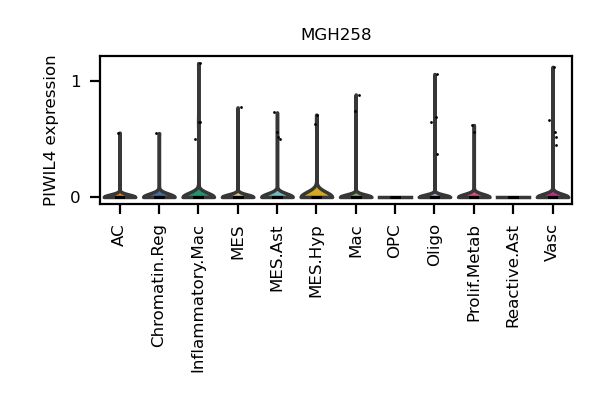 MGH258
PIWIL4 expression
1
0
AC
Chromatin.Reg
Inflammatory.Mac
MES
MES.Ast
MES.Hyp
Mac
OPC
Oligo
Prolif.Metab
Reactive.Ast
Vasc